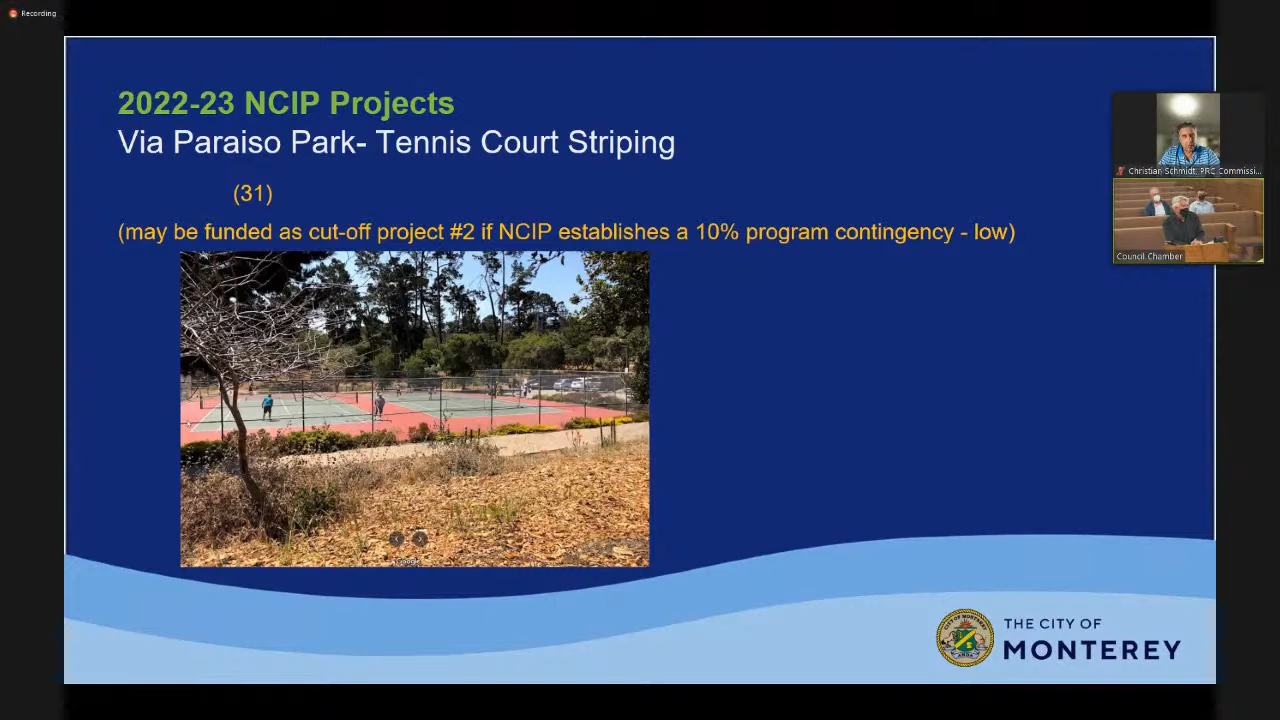 Recording
2022-23 NCIP Projects
Via Paraiso Park- Tennis Court Striping
(31)
(may be funded as cut-off project #2 if NCIP establishes a 10% program contingency - low)
Christian Schmidt: PRC Commissi...
Council Chamber
Google
THE CITY OF
MONTEREY